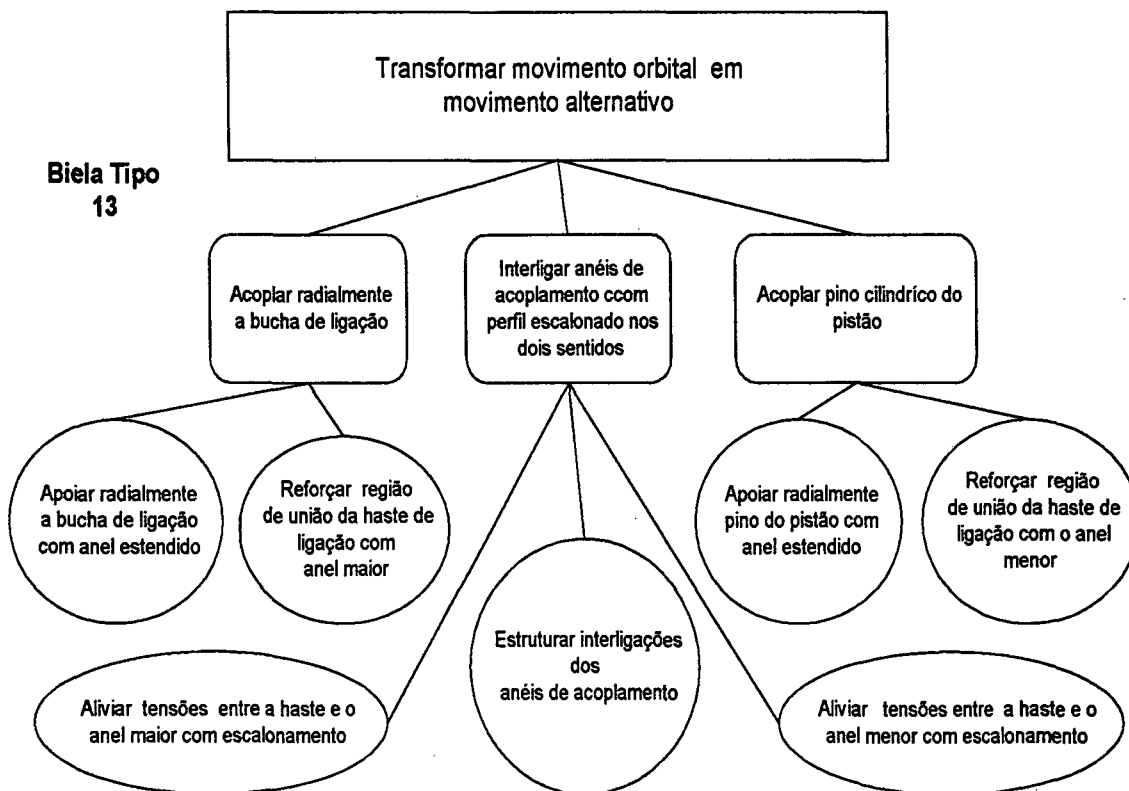 Transformar movimento orbital em
movimento alternativo
Biela Tipo
13
Acoplar radialmente
a bucha de ligação
Interligar anéis de
acoplamento ccom
perfil escalonado nos
dois sentidos
Acoplar pino cilindríco do
pistão
Apoiar radialmente
a bucha de ligação
com anel estendido
Reforçar região
de união da haste de
ligação com
anel maior
Estruturar interligações
dos
anéis de acoplamento
Apoiar radialmente
pino do pistão com
anel estendido
Reforçar região
de união da haste de
ligação com o anel
menor
Aliviar tensões entre a haste e o
anel maior com escalonamento
Aliviar tensões entre a haste e o
anel menor com escalonamento